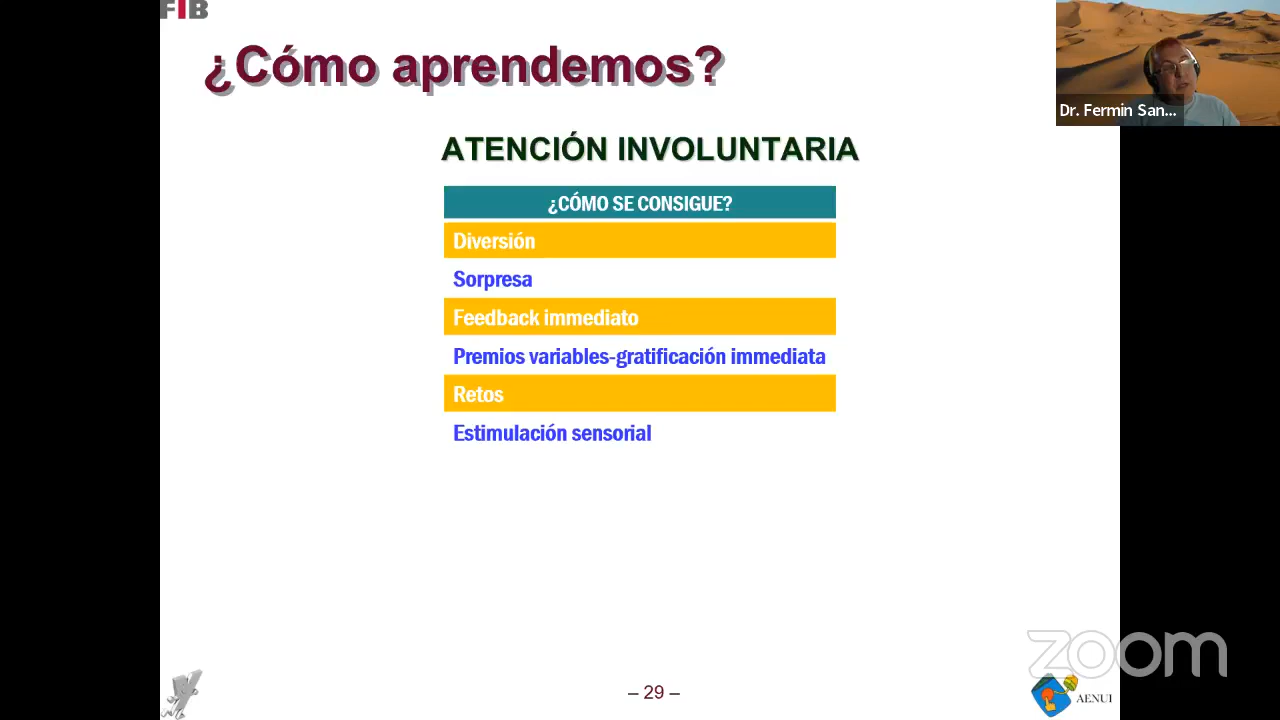 FIB
¿Cómo aprendemos?
Dr. Fermin San...
ATENCIÓN INVOLUNTARIA
¿CÓMO SE CONSIGUE?
Diversión
Sorpresa
Feedback immediato
Premios variables-gratificación immediata
Retos
Estimulación sensorial
zoom
– 29 –
AENUI